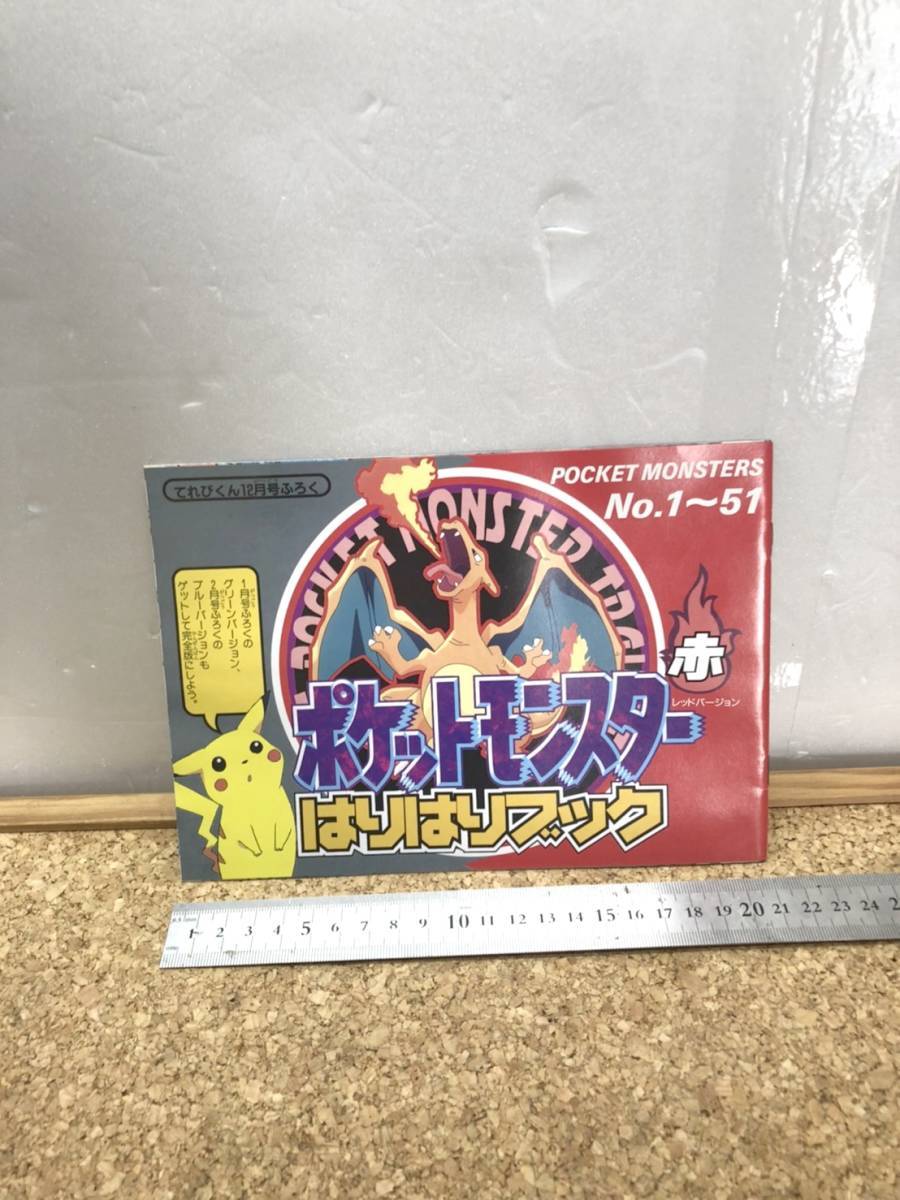 てれびくん12月号ふろく
POCKET MONSTERS
No.1〜51
POCKET MONSTER TRAI
1月号ふろくの
グリーンバージョン、
2月号ふろくの
ブルーバージョンも
ゲットして完全版にしよう。
赤
レッドバージョン
ポケットモンスター
はりはりブック
1 2 3 4 5 6 7 8 9 10 11 12 13 14 15 16 17 18 19 20 21 22 23 24